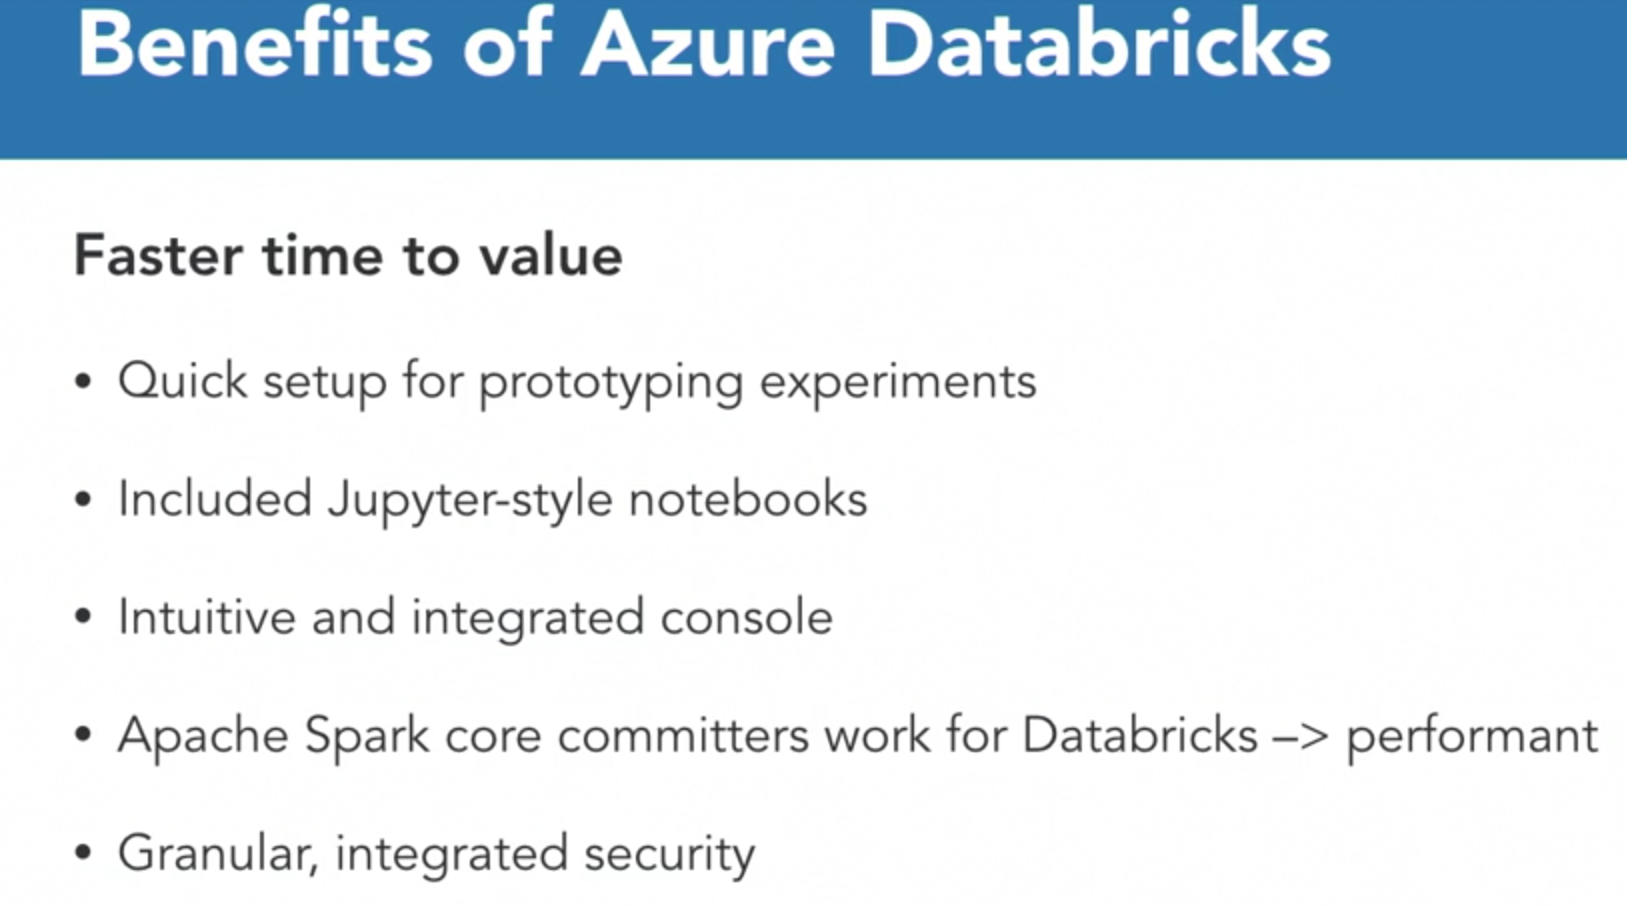 Benefits of Azure Databricks
Faster time to value
• Quick setup for prototyping experiments
• Included Jupyter-style notebooks
• Intuitive and integrated console
• Apache Spark core committers work for Databricks –> performant
• Granular, integrated security